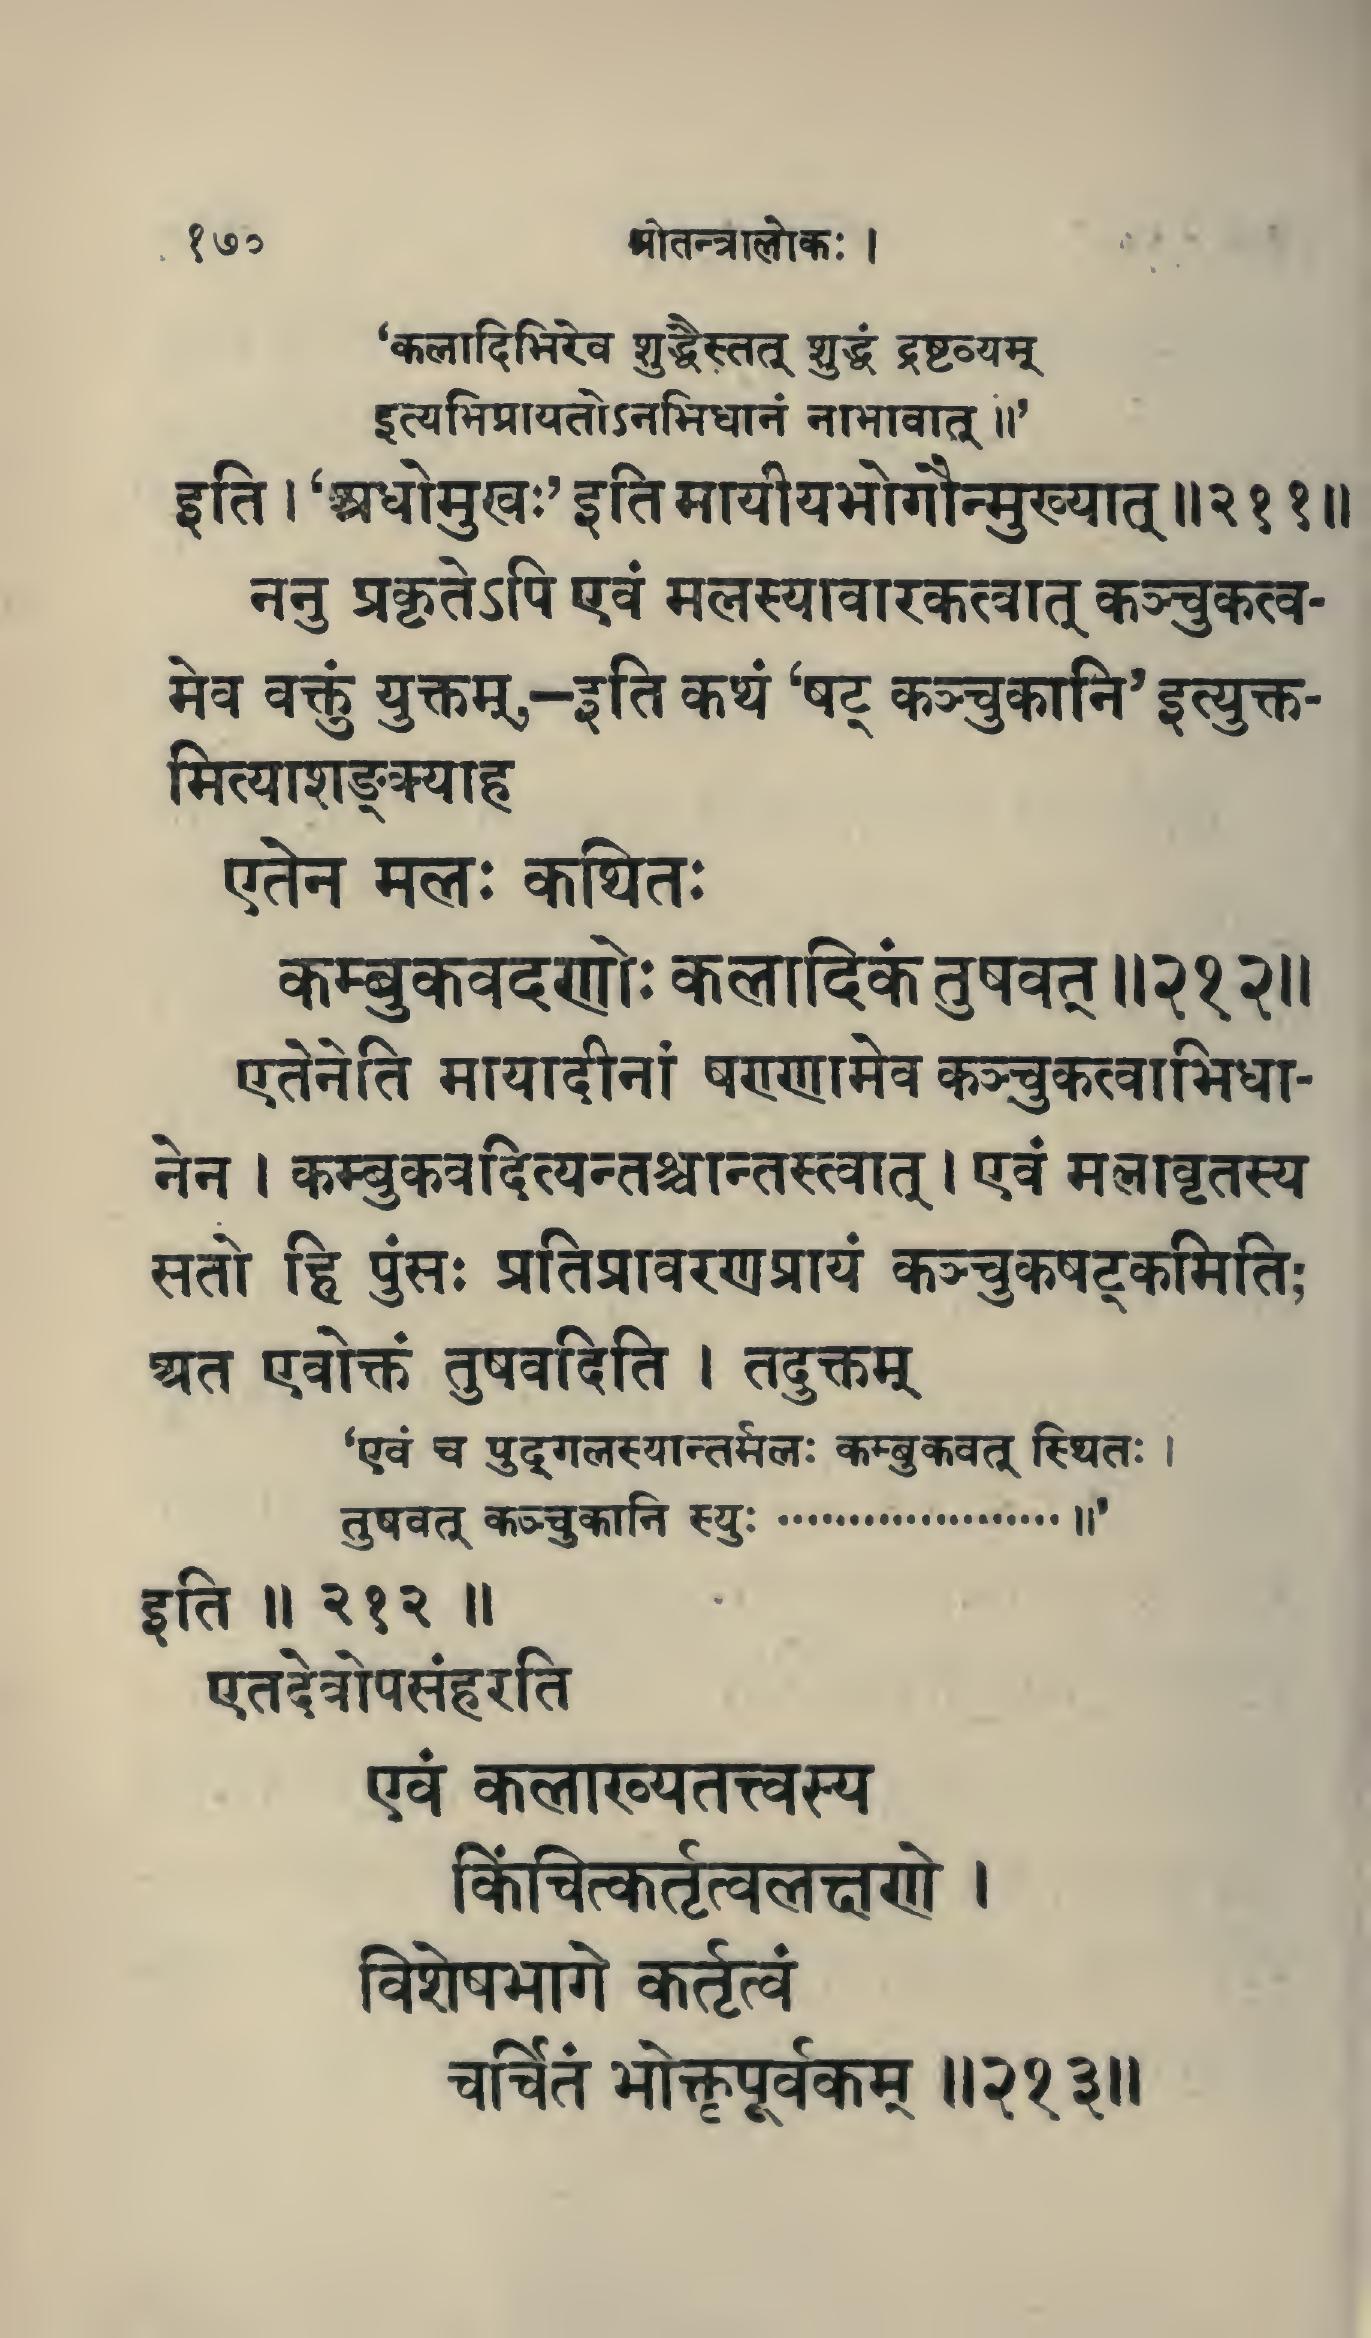 १७०
श्रीतन्त्रालोकः ।
‘कलादिभिरेव शुद्धैस्तत् शुद्धं द्रष्टव्यम्
इत्यभिप्रायतोऽनभिधानं नाभावात् ॥’
इति । ‘अधोमुखः’ इति मायीयभोगौन्मुख्यात् ॥२११॥
ननु प्रकृतेऽपि एवं मलस्यावारकत्वात् कञ्चुकत्व-
मेव वक्तुं युक्तम्,—इति कथं ‘षट् कञ्चुकानि’ इत्युक्त-
मित्याशङ्क्याह
एतेन मलः कथितः
कम्बुकवदणोः कलादिकं तुषवत् ॥२१२॥
एतेनेति मायादीनां षण्णामेव कञ्चुकत्वाभिधा-
नेन । कम्बुकवदित्यन्तश्चान्तस्त्वात् । एवं मलावृतस्य
सतो हि पुंसः प्रतिप्रावरणप्रायं कञ्चुकषट्कमिति;
अत एवोक्तं तुषवदिति । तदुक्तम्
‘एवं च पुद्गलस्यान्तर्मलः कम्बुकवत् स्थितः ।
तुषवत् कञ्चुकानि स्युः ····················॥’
इति ॥ २१२ ॥
एतदेवोपसंहरति
एवं कलाख्यतत्त्वस्य
किंचित्कर्तृत्वलक्षणे ।
विशेषभागे कर्तृत्वं
चर्चितं भोक्तृपूर्वकम् ॥२१३॥